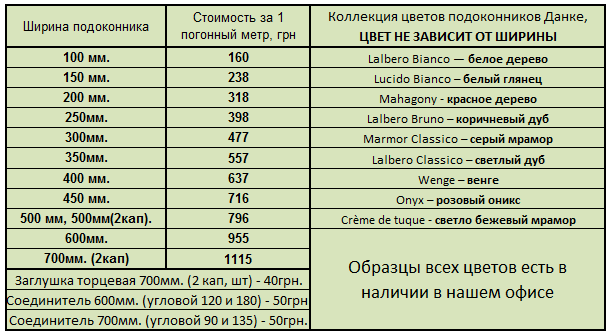 Ширина подоконника
Стоимость за 1
погонный метр, грн
Коллекция цветов подоконников Данке,
ЦВЕТ НЕ ЗАВИСИТ ОТ ШИРИНЫ
100 мм. 160 Lalbero Bianco — белое дерево
150 мм. 238 Lucido Bianco – белый глянец
200 мм. 318 Mahagony - красное дерево
250мм. 398 Lalbero Bruno – коричневый дуб
300мм. 477 Marmor Classico – серый мрамор
350мм. 557 Lalbero Classico – светлый дуб
400 мм. 637 Wenge – венге
450 мм. 716 Onyx – розовый оникс
500 мм, 500мм(2кап). 796 Crème de tuque - светло бежевый мрамор
600мм. 955
700мм. (2кап) 1115
Заглушка торцевая 700мм. (2 кап, шт) - 40грн.
Соединитель 600мм. (угловой 120 и 180) - 50грн
Соединитель 700мм. (угловой 90 и 135) - 50грн.
Образцы всех цветов есть в
наличии в нашем офисе